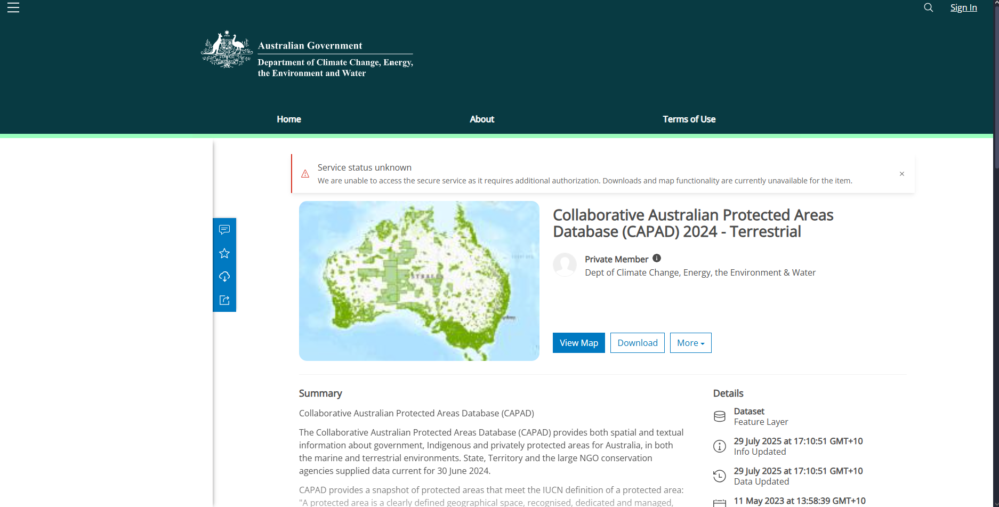 Sign In
Australian Government
Department of Climate Change, Energy,
the Environment and Water
Home
About
Terms of Use
Service status unknown
We are unable to access the secure service as it requires additional authorization. Downloads and map functionality are currently unavailable for the item.
Collaborative Australian Protected Areas
Database (CAPAD) 2024 - Terrestrial
Private Member
Dept of Climate Change, Energy, the Environment & Water
View Map
Download
More
Summary
Collaborative Australian Protected Areas Database (CAPAD)
The Collaborative Australian Protected Areas Database (CAPAD) provides both spatial and textual
information about government, Indigenous and privately protected areas for Australia, in both
the marine and terrestrial environments. State, Territory and the large NGO conservation
agencies supplied data current for 30 June 2024.
CAPAD provides a snapshot of protected areas that meet the IUCN definition of a protected area:
"A protected area is a clearly defined geographical space, recognised, dedicated and managed,
Details
Dataset
Feature Layer
29 July 2025 at 17:10:51 GMT+10
Info Updated
29 July 2025 at 17:10:51 GMT+10
Data Updated
11 May 2023 at 13:58:39 GMT+10